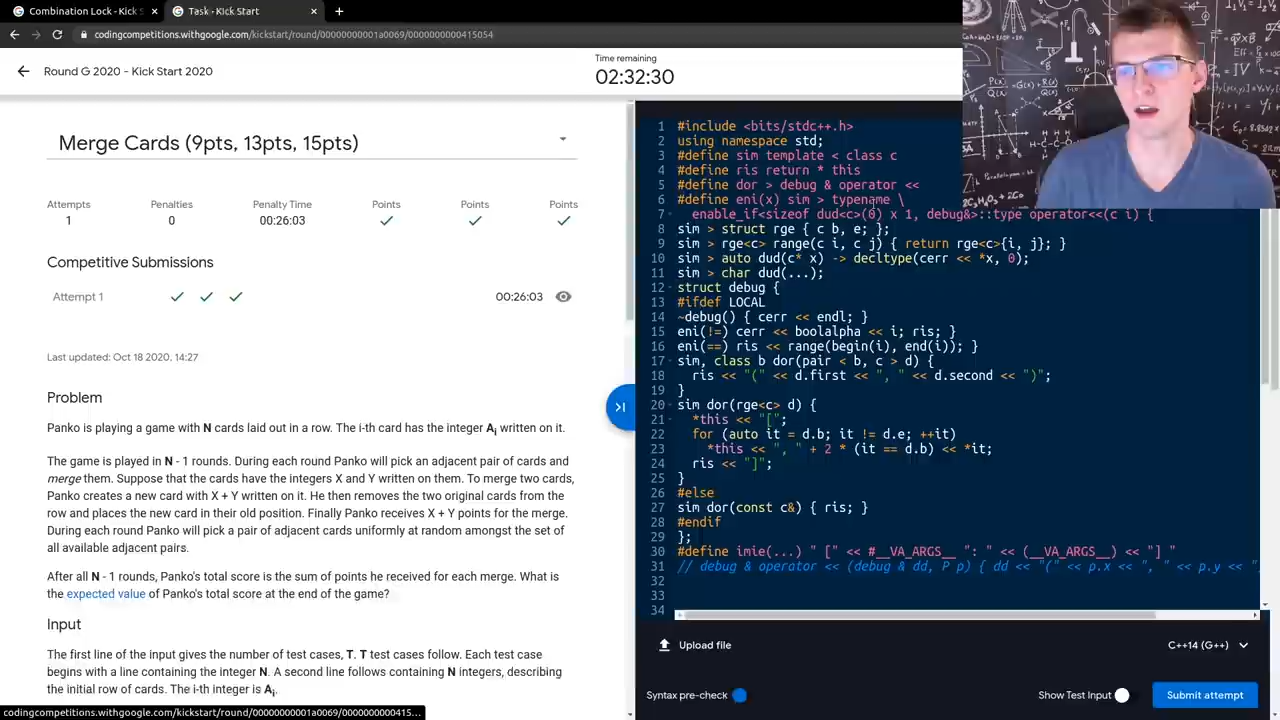 Combination Lock - Kick S
Task - Kick Start
codingcompetitions.withgoogle.com/kickstart/round/00000000001a0069/0000000000415054
Round G 2020 - Kick Start 2020
Time remaining
02:32:30
Merge Cards (9pts, 13pts, 15pts)
Attempts
Penalties
Penalty Time
Points
Points
Points
1
0
00:26:03
Competitive Submissions
Attempt 1
00:26:03
Last updated: Oct 18 2020, 14:27
Problem
Panko is playing a game with N cards laid out in a row. The i-th card has the integer Ai written on it.
The game is played in N - 1 rounds. During each round Panko will pick an adjacent pair of cards and
merge them. Suppose that the cards have the integers X and Y written on them. To merge two cards,
Panko creates a new card with X + Y written on it. He then removes the two original cards from the
row and places the new card in their old position. Finally Panko receives X + Y points for the merge.
During each round Panko will pick a pair of adjacent cards uniformly at random amongst the set of
all available adjacent pairs.
After all N - 1 rounds, Panko's total score is the sum of points he received for each merge. What is
the expected value of Panko's total score at the end of the game?
Input
The first line of the input gives the number of test cases, T. T test cases follow. Each test case
begins with a line containing the integer N. A second line follows containing N integers, describing
the initial row of cards. The i-th integer is Ai.
codingcompetitions.withgoogle.com/kickstart/round/00000000001a0069/0000000000415...
1 #include <bits/stdc++.h>
2 using namespace std;
3 #define sim template < class c
4 #define ris return * this
5 #define dor > debug & operator <<
6 #define eni(x) sim > typename \
7 enable_if<sizeof dud<c>(0) x 1, debug&>::type operator<<(c i) {
8 sim > struct rge { c b, e; };
9 sim > rge<c> range(c i, c j) { return rge<c>{i, j}; }
10 sim > auto dud(c* x) -> decltype(cerr << *x, 0);
11 sim > char dud(...);
12 struct debug {
13 #ifdef LOCAL
14 ~debug() { cerr << endl; }
15 eni(!=) cerr << boolalpha << i; ris; }
16 eni(==) ris << range(begin(i), end(i)); }
17 sim, class b dor(pair < b, c > d) {
18 ris << "(" << d.first << ", " << d.second << ")";
19 }
20 sim dor(rge<c> d) {
21 *this << "[";
22 for (auto it = d.b; it != d.e; ++it)
23 *this << ", " + 2 * (it == d.b) << *it;
24 ris << "]";
25 }
26 #else
27 sim dor(const c&) { ris; }
28 #endif
29 };
30 #define imie(...) " [" << #__VA_ARGS__ ": " << (__VA_ARGS__) << "] "
31 // debug & operator << (debug & dd, P p) { dd << "(" << p.x << ", " << p.y << "
32
33
34
Upload file
C++14 (G++)
Syntax pre-check
Show Test Input
Submit attempt